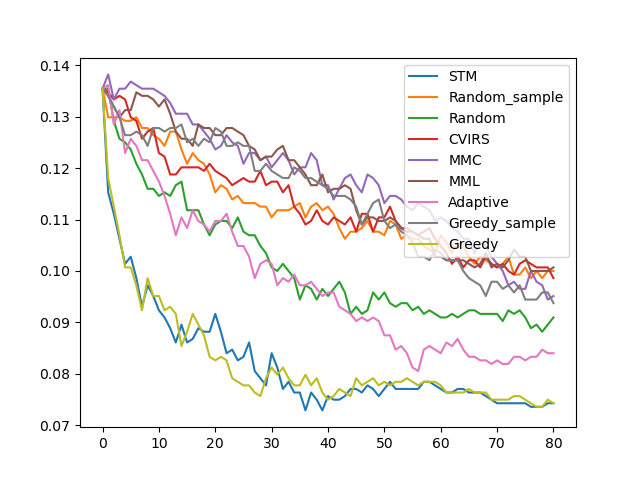 0.14
0.13
0.12
0.11
0.10
0.09
0.08
0.07
0 10 20 30 40 50 60 70 80
STM
Random_sample
Random
CVIRS
MMC
MML
Adaptive
Greedy_sample
Greedy